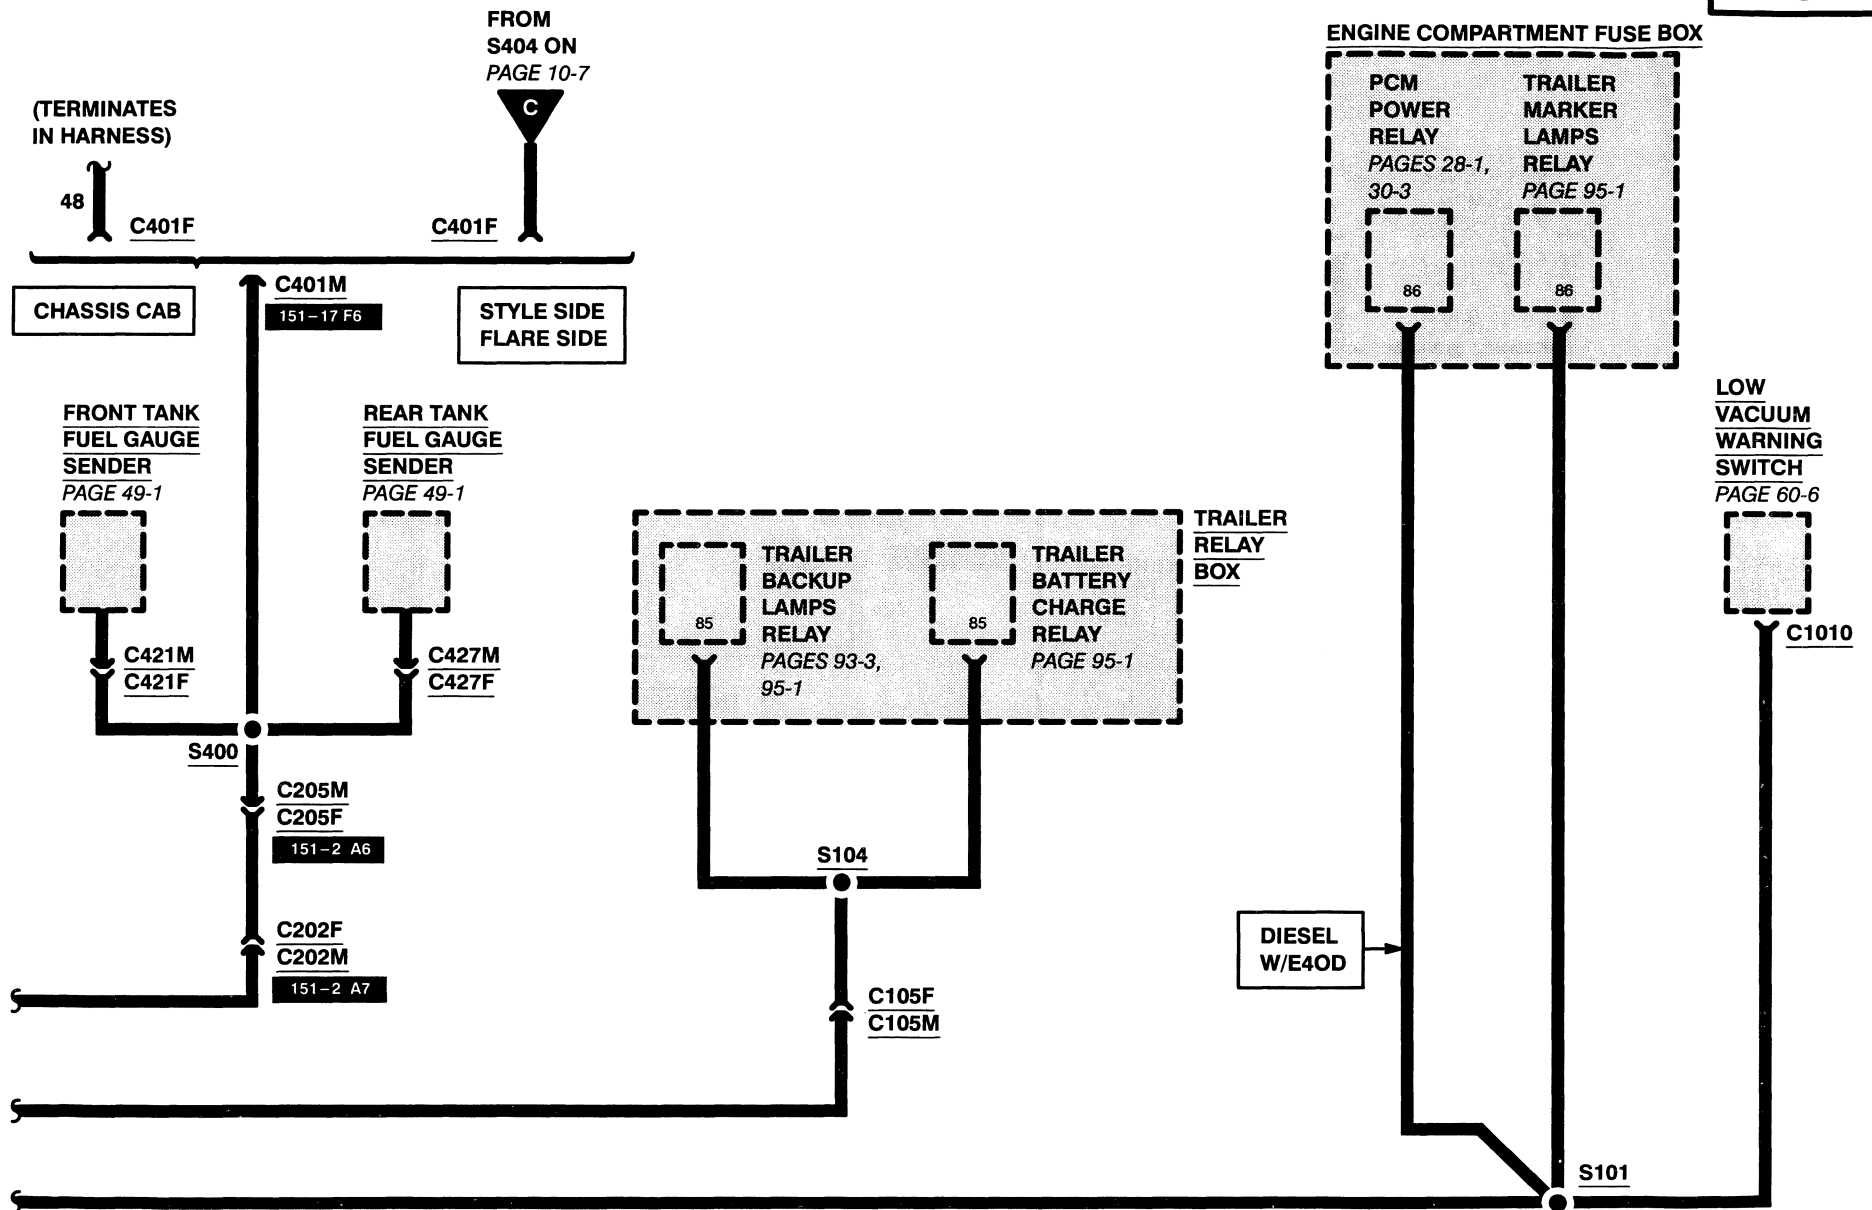 FROM
S404 ON
PAGE 10-7
C
(TERMINATES
IN HARNESS)
48
C401F
C401F
C401M
151-17 F6
CHASSIS CAB
STYLE SIDE
FLARE SIDE
FRONT TANK
FUEL GAUGE
SENDER
PAGE 49-1
REAR TANK
FUEL GAUGE
SENDER
PAGE 49-1
C421M
C421F
C427M
C427F
S400
C205M
C205F
151-2 A6
C202F
C202M
151-2 A7
TRAILER
RELAY
BOX
TRAILER
BACKUP
LAMPS
RELAY
PAGES 93-3,
95-1
85
TRAILER
BATTERY
CHARGE
RELAY
PAGE 95-1
85
S104
C105F
C105M
ENGINE COMPARTMENT FUSE BOX
PCM
POWER
RELAY
PAGES 28-1,
30-3
86
TRAILER
MARKER
LAMPS
RELAY
PAGE 95-1
86
LOW
VACUUM
WARNING
SWITCH
PAGE 60-6
C1010
DIESEL
W/E4OD
S101